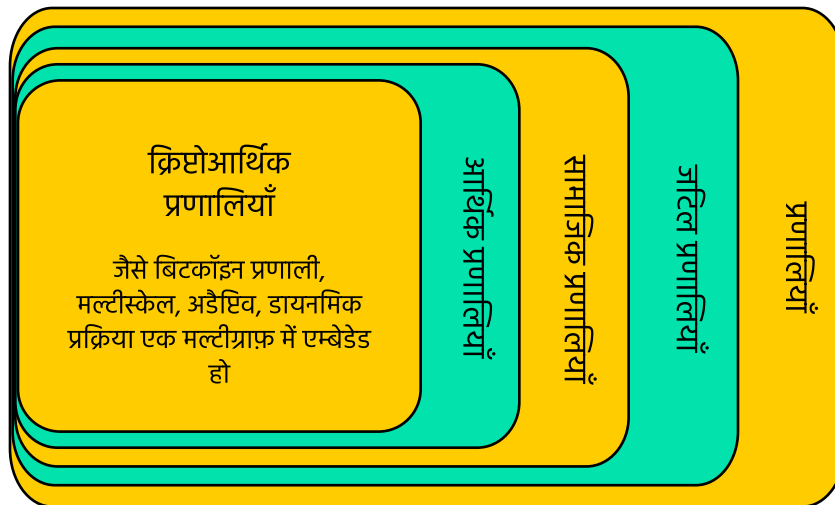 क्रिप्टोआर्थिक
प्रणालियाँ
जैसे बिटकॉइन प्रणाली,
मल्टीस्केल, अडैप्टिव, डायनमिक
प्रक्रिया एक मल्टीग्राफ़ में एम्बेडेड
हो
आर्थिक प्रणालियाँ
सामाजिक प्रणालियाँ
जटिल प्रणालियाँ
प्रणालियाँ